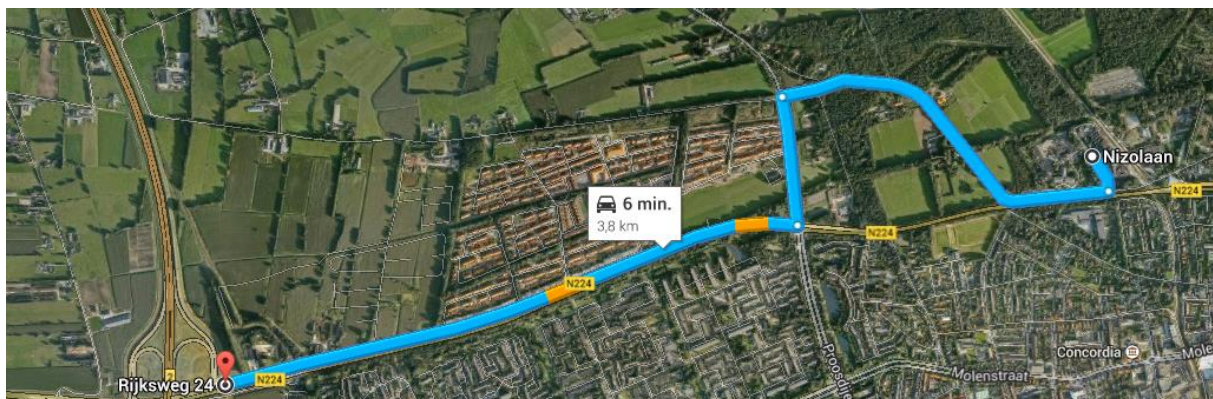 Nizolaan
N224
6 min.
3,8 km
N224
N224
Concordia
Molenstraat
Rijksweg 24
N224